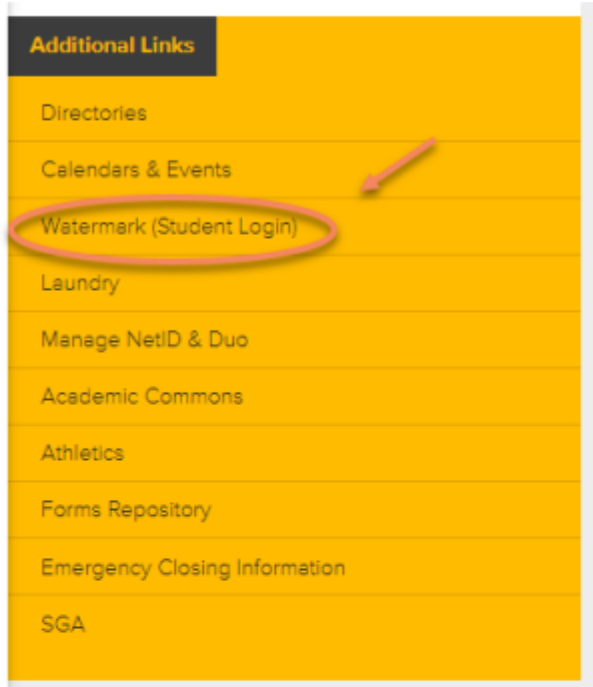 Additional Links
Directories
Calendars & Events
Watermark (Student Login)
Laundry
Manage NetID & Duo
Academic Commons
Athletics
Forms Repository
Emergency Closing Information
SGA